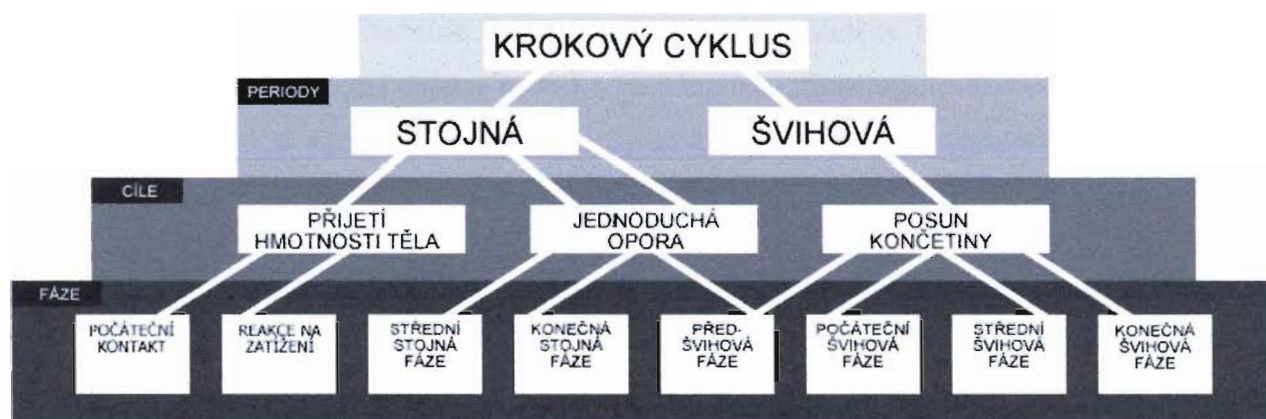 KROKOVÝ CYKLUS
PERIODY
STOJNÁ
ŠVIHOVÁ
CÍLE
PŘIJETÍ
HMOTNOSTI TĚLA
JEDNODUCHÁ
OPORA
POSUN
KONČETINY
FÁZE
POČÁTEČNÍ
KONTAKT
REAKCE NA
ZATÍŽENÍ
STŘEDNÍ
STOJNÁ
FÁZE
KONEČNÁ
STOJNÁ
FÁZE
PŘED-
ŠVIHOVÁ
FÁZE
POČÁTEČNÍ
ŠVIHOVÁ
FÁZE
STŘEDNÍ
ŠVIHOVÁ
FÁZE
KONEČNÁ
ŠVIHOVÁ
FÁZE